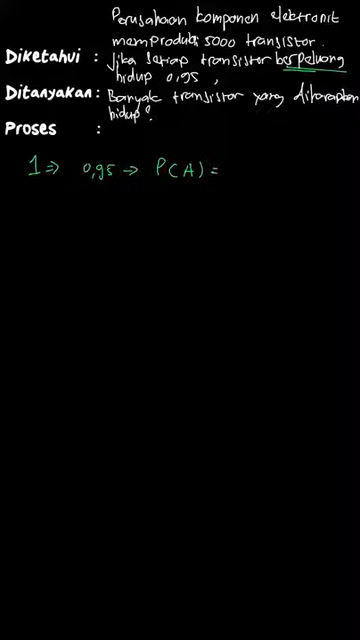 Perusahaan komponen elektronik
memproduksi 5000 transistor.
Diketahui : Jika setiap transistor berpeluang
hidup 0,95,
Ditanyakan : Banyak transistor yang diharapkan
hidup?
Proses :
1 ⇒ 0,95 → P(A) =